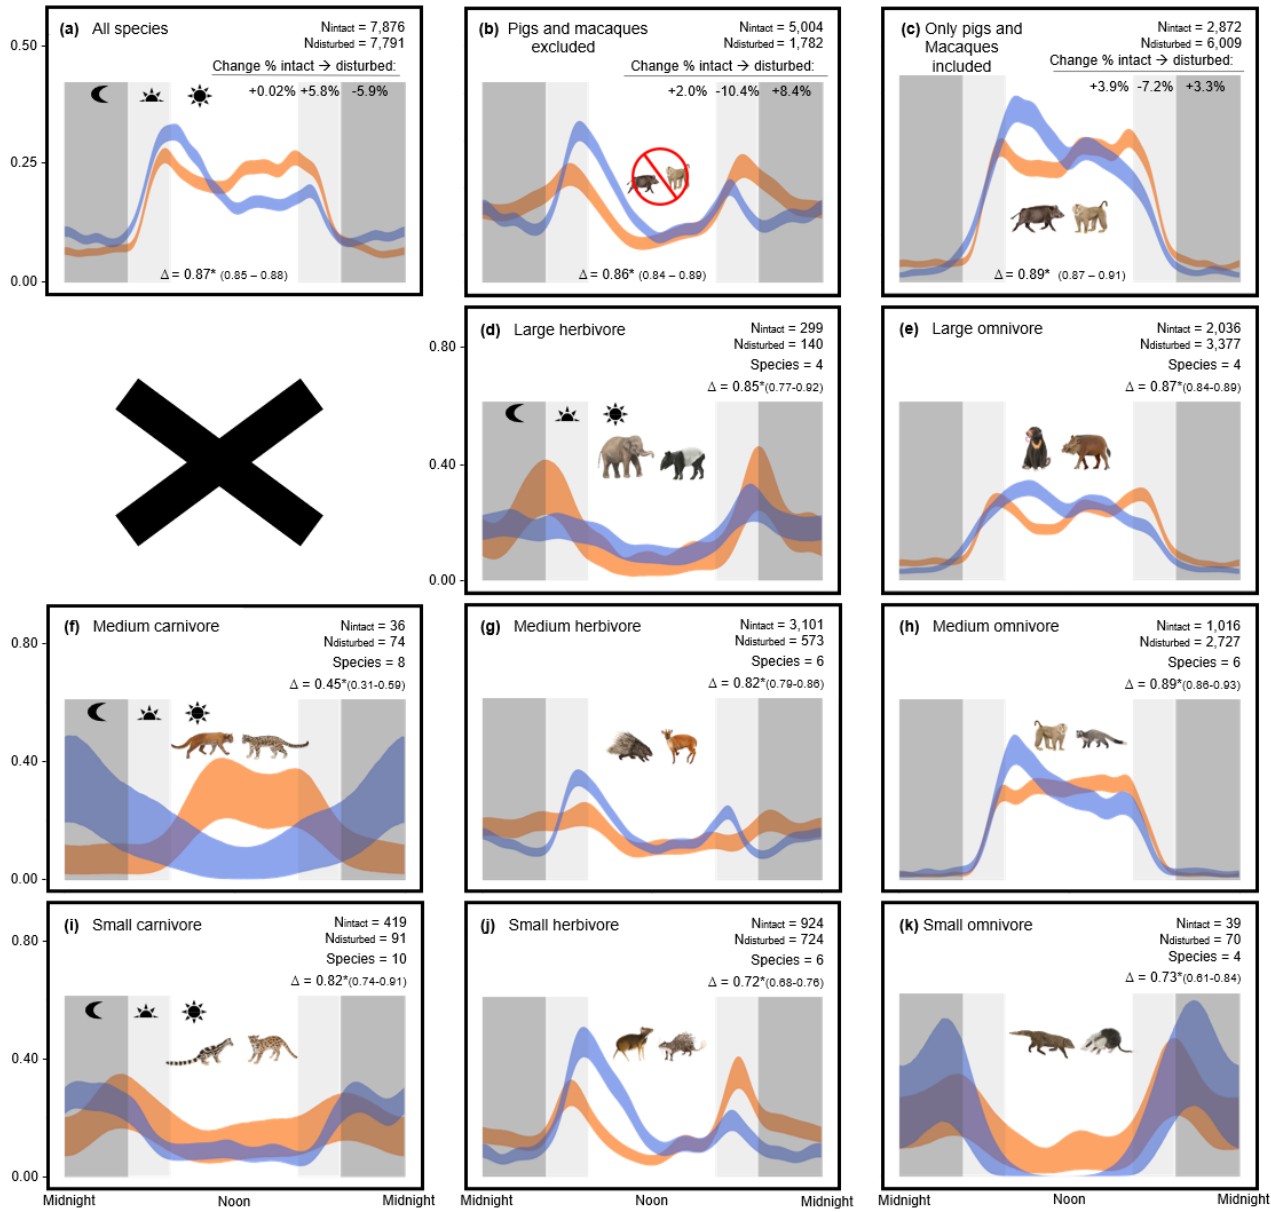 (a) All species
Nintact = 7,876
Ndisturbed = 7,791
Change % intact → disturbed:
+0.02% +5.8% -5.9%
0.50
0.25
0.00
Δ = 0.87* (0.85 – 0.88)
(b) Pigs and macaques
excluded
Nintact = 5,004
Ndisturbed = 1,782
Change % intact → disturbed:
+2.0% -10.4% +8.4%
Δ = 0.86* (0.84 – 0.89)
(c) Only pigs and
Macaques
included
Nintact = 2,872
Ndisturbed = 6,009
Change % intact → disturbed:
+3.9% -7.2% +3.3%
Δ = 0.89* (0.87 – 0.91)
(d) Large herbivore
Nintact = 299
Ndisturbed = 140
Species = 4
Δ = 0.85*(0.77-0.92)
0.80
0.40
0.00
(e) Large omnivore
Nintact = 2,036
Ndisturbed = 3,377
Species = 4
Δ = 0.87*(0.84-0.89)
(f) Medium carnivore
Nintact = 36
Ndisturbed = 74
Species = 8
Δ = 0.45*(0.31-0.59)
0.80
0.40
0.00
(g) Medium herbivore
Nintact = 3,101
Ndisturbed = 573
Species = 6
Δ = 0.82*(0.79-0.86)
(h) Medium omnivore
Nintact = 1,016
Ndisturbed = 2,727
Species = 6
Δ = 0.89*(0.86-0.93)
(i) Small carnivore
Nintact = 419
Ndisturbed = 91
Species = 10
Δ = 0.82*(0.74-0.91)
0.80
0.40
0.00
(j) Small herbivore
Nintact = 924
Ndisturbed = 724
Species = 6
Δ = 0.72*(0.68-0.76)
(k) Small omnivore
Nintact = 39
Ndisturbed = 70
Species = 4
Δ = 0.73*(0.61-0.84)
Midnight Noon Midnight
Midnight Noon Midnight
Midnight Noon Midnight